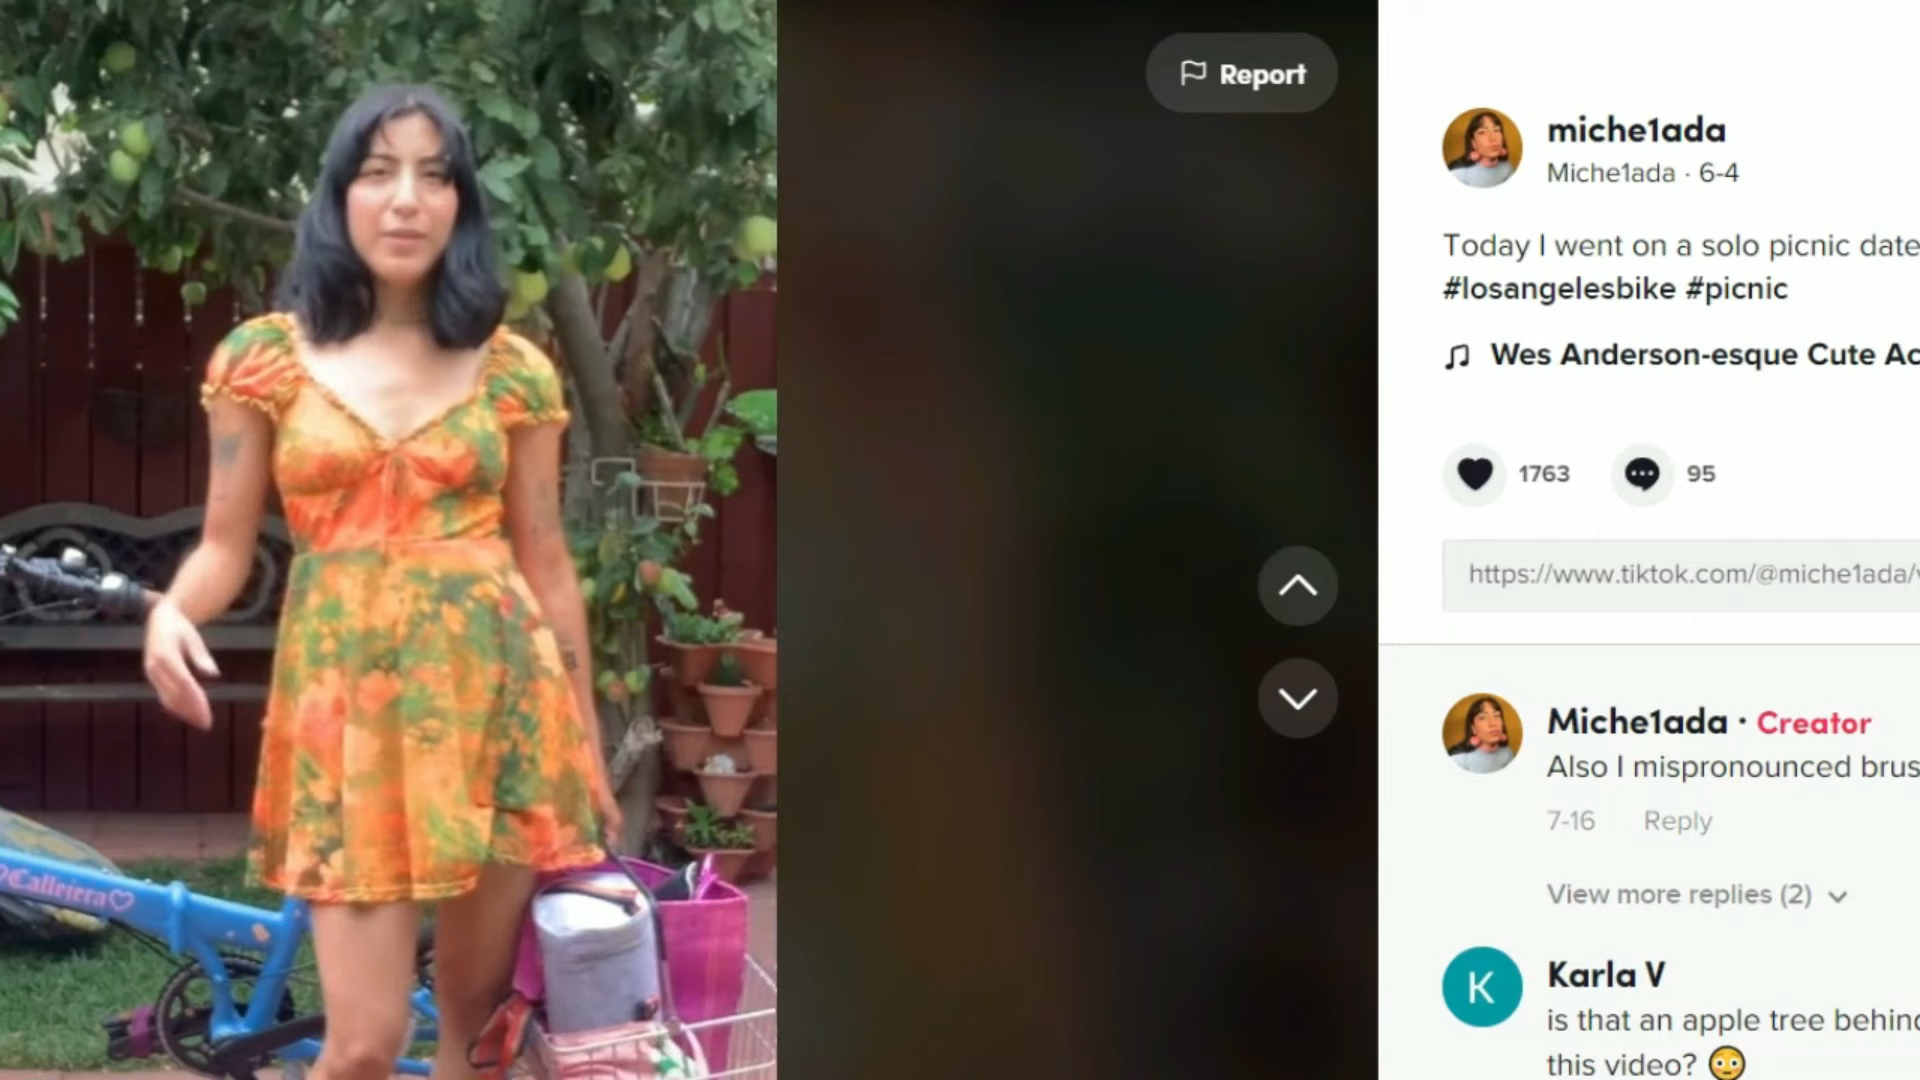 Report
miche1ada
Miche1ada · 6-4
Today I went on a solo picnic date
#losangelesbike #picnic
Wes Anderson-esque Cute Ac
1763
95
https://www.tiktok.com/@miche1ada/
Miche1ada · Creator
Also I mispronounced brus
7-16 Reply
View more replies (2)
K
Karla V
is that an apple tree behind
this video? 😳
Calletera